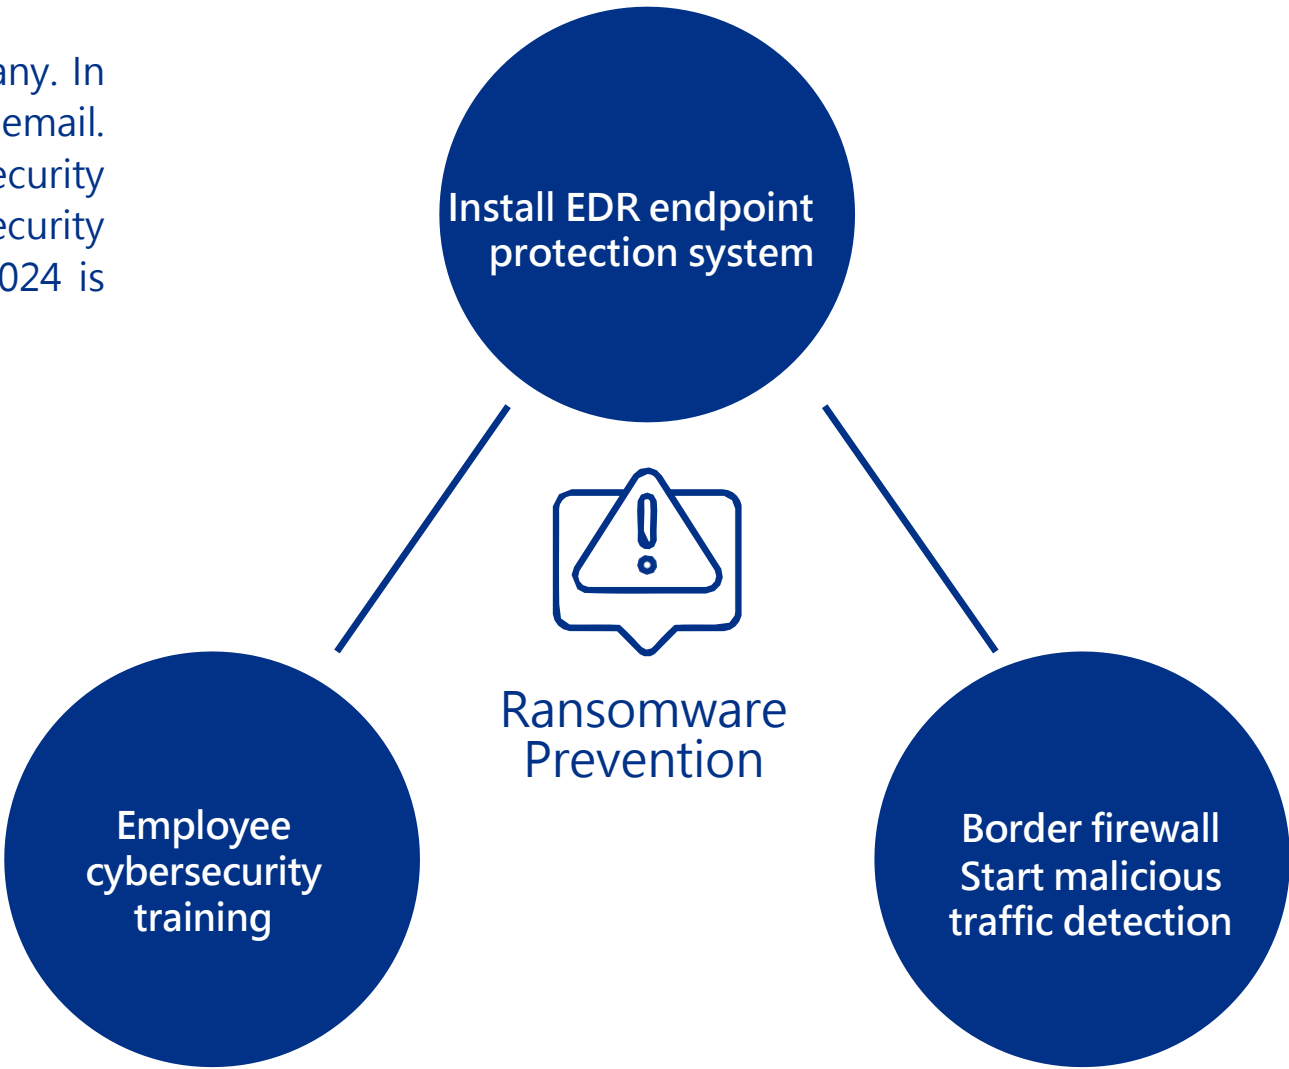 any. In
email.
ecurity
ecurity
024 is
Install EDR endpoint
protection system
Ransomware
Prevention
Employee
cybersecurity
training
Border firewall
Start malicious
traffic detection